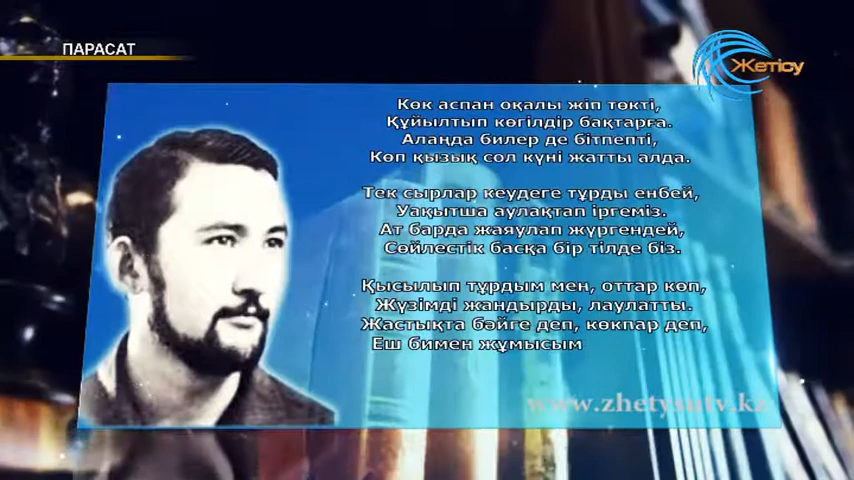 ПАРАСАТ
Жетісу
Көк аспан оқалы жіп төкті,
Құйылтып көгілдір бақтарға.
Алаңда билер де бітпепті,
Көп қызық сол күні жатты алда.
Тек сырлар кеудеге тұрды енбей,
Уақытша аулақтап іргеміз.
Ат барда жаяулап жүргендей,
Сөйлестік басқа бір тілде біз.
Қысылып тұрдым мен, оттар көп,
Жүзімді жандырды, лаулатты.
Жастықта бәйге деп, көкпар деп,
Еш бимен жұмысым
www.zhetysutv.kz